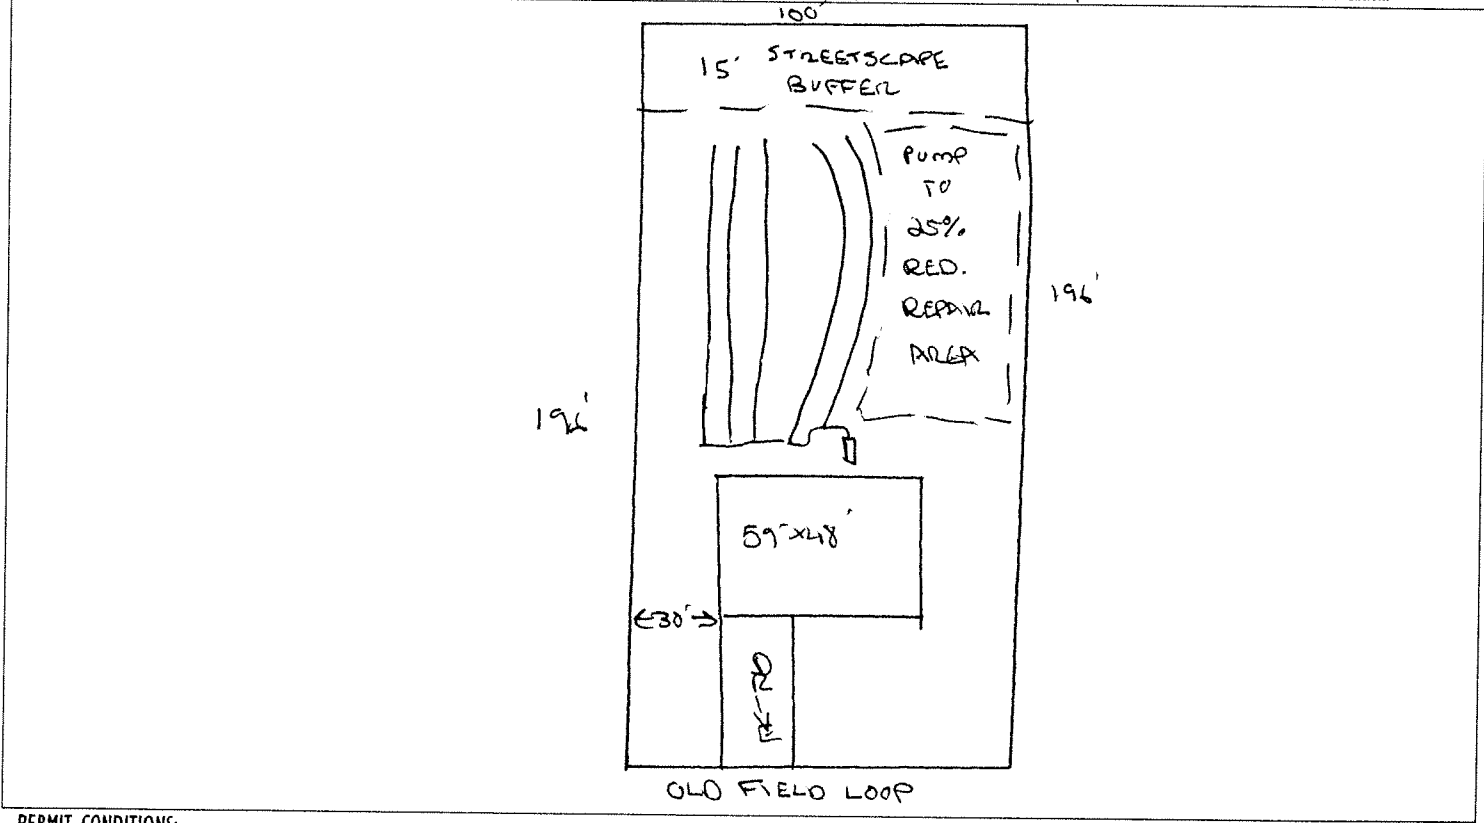 100'
15' STREETSCAPE
BUFFER
PUMP
TO
25%
RED.
REPAIR
AREA
196'
196'
59'x48'
←30'→
OLD FIELD LOOP
PERMIT CONDITIONS: